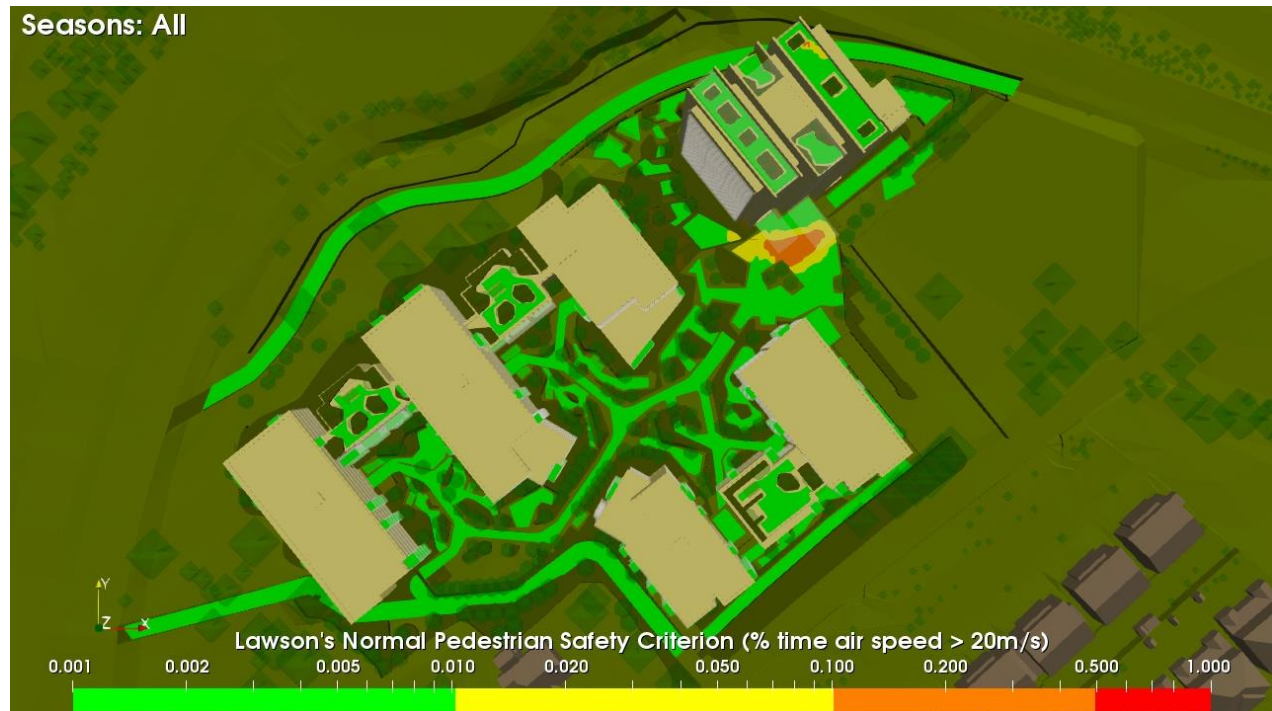 Seasons: All
Y
Z X
Lawson's Normal Pedestrian Safety Criterion (% time air speed > 20m/s)
0.001 0.002 0.005 0.010 0.020 0.050 0.100 0.200 0.500 1.000